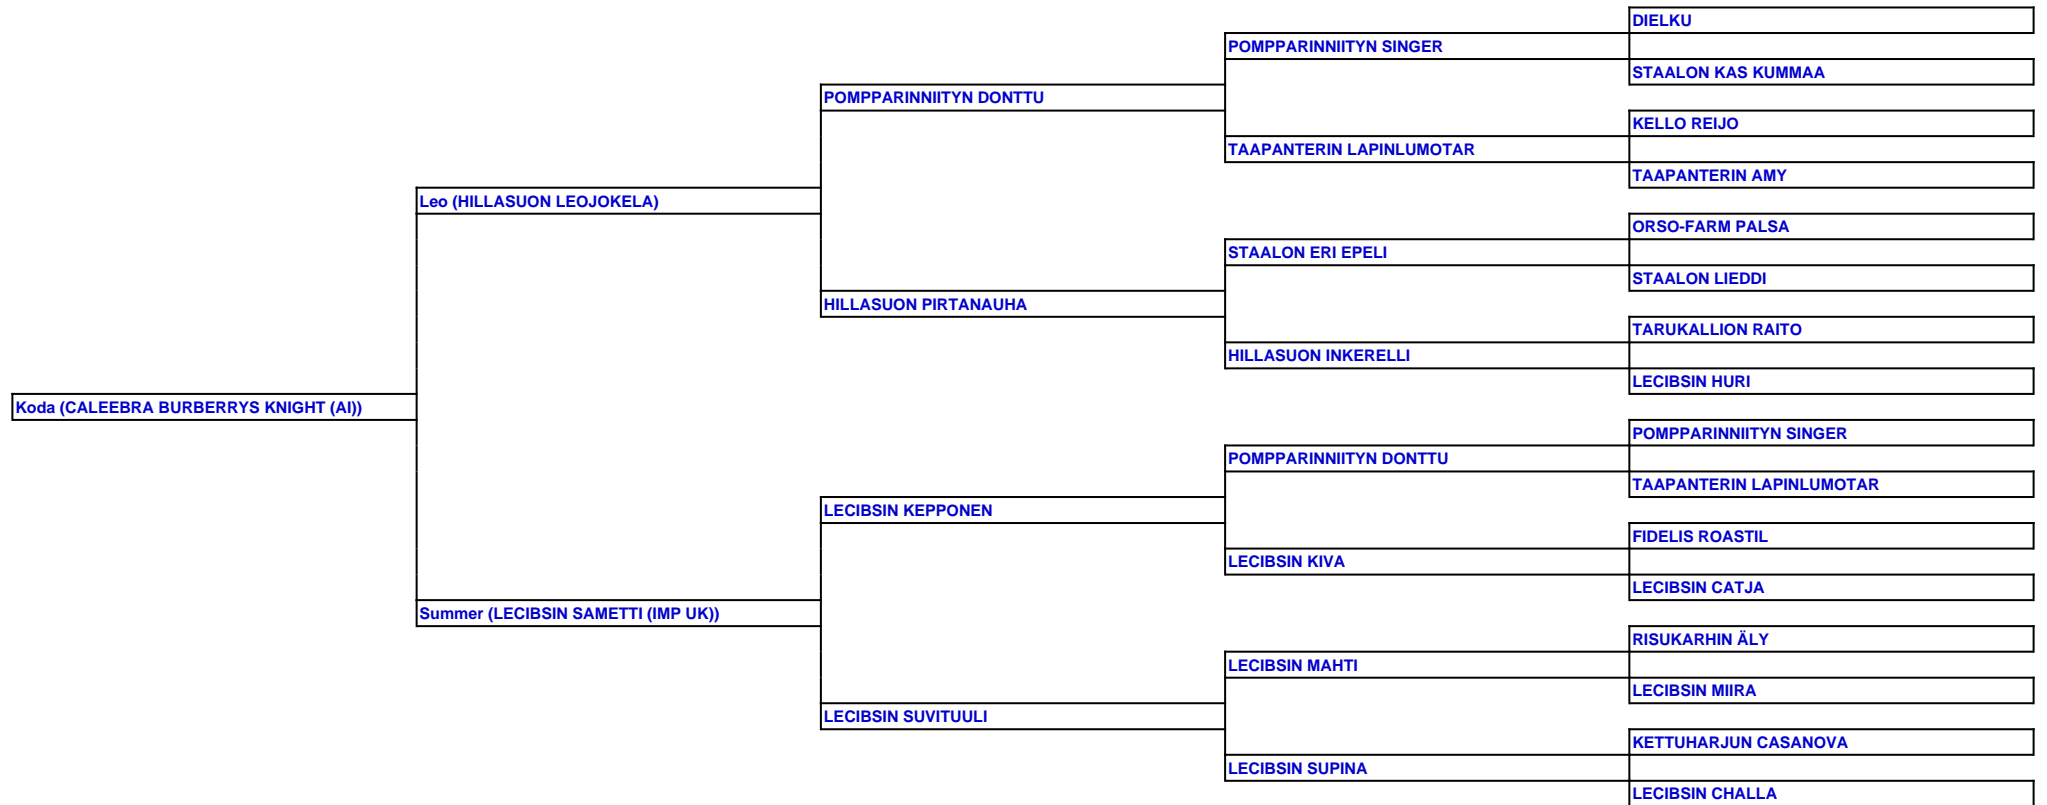 DIELKU
POMPPARINNIITYN SINGER
STAALON KAS KUMMAA
POMPPARINNIITYN DONTTU
KELLO REIJO
TAAPANTERIN LAPINLUMOTAR
TAAPANTERIN AMY
Leo (HILLASUON LEOJOKELA)
ORSO-FARM PALSA
STAALON ERI EPELI
STAALON LIEDDI
HILLASUON PIRTANAUHA
TARUKALLION RAITO
HILLASUON INKERELLI
LECIBSIN HURI
Koda (CALEEBRA BURBERRYS KNIGHT (AI))
POMPPARINNIITYN SINGER
POMPPARINNIITYN DONTTU
TAAPANTERIN LAPINLUMOTAR
LECIBSIN KEPPONEN
FIDELIS ROASTIL
LECIBSIN KIVA
LECIBSIN CATJA
Summer (LECIBSIN SAMETTI (IMP UK))
RISUKARHIN ÄLY
LECIBSIN MAHTI
LECIBSIN MIIRA
LECIBSIN SUVITUULI
KETTUHARJUN CASANOVA
LECIBSIN SUPINA
LECIBSIN CHALLA